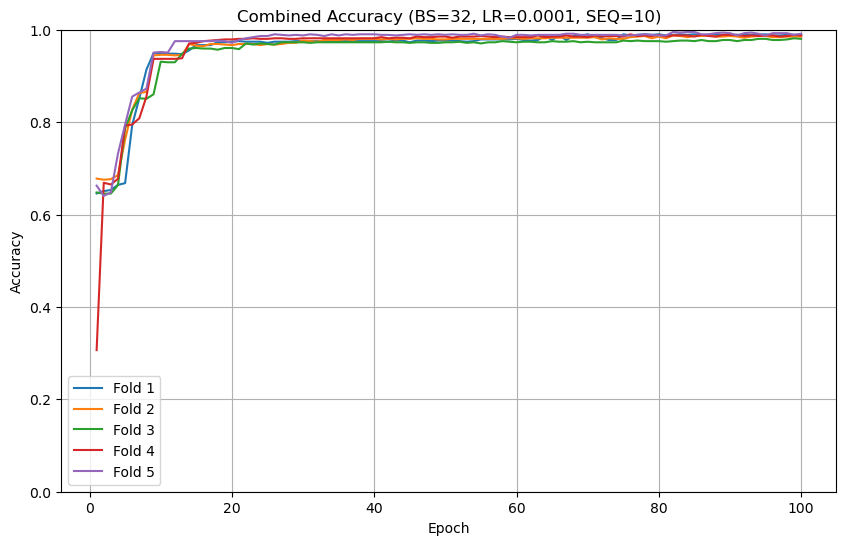 Combined Accuracy (BS=32, LR=0.0001, SEQ=10)
1.0
0.8
0.6
0.4
0.2
0.0
Accuracy
Fold 1
Fold 2
Fold 3
Fold 4
Fold 5
0 20 40 60 80 100
Epoch